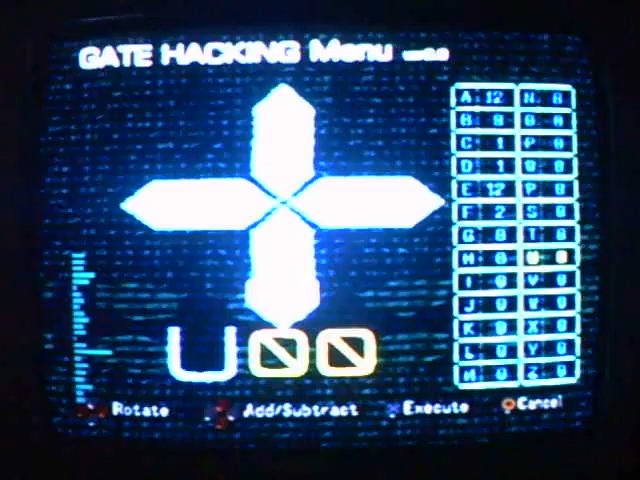 GATE HACKING Menu
A 12 N. 0
B. 9 O 0
C 1 P 0
D. 1
E 12
F 2 S 0
G 0 T 0
H 0 U 0
I 0 V 0
J 0
K 0 X 0
L 0 Y 0
M 0 Z 0
U 0 0
Rotate Add/Subtract Execute Cancel